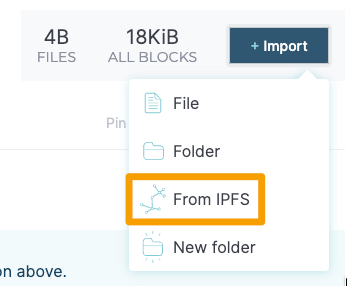 4B
FILES
18KiB
ALL BLOCKS
+ Import
File
Pin
Folder
From IPFS
New folder
on above.